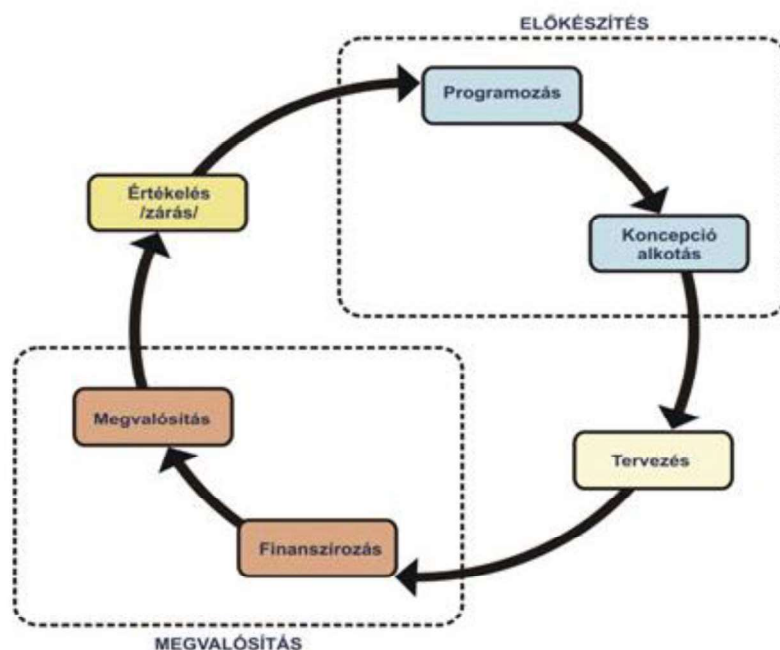 ELŐKÉSZÍTÉS
Programozás
Koncepció
alkotás
Tervezés
Finanszírozás
Megvalósítás
Értékelés
/zárás/
MEGVALÓSÍTÁS